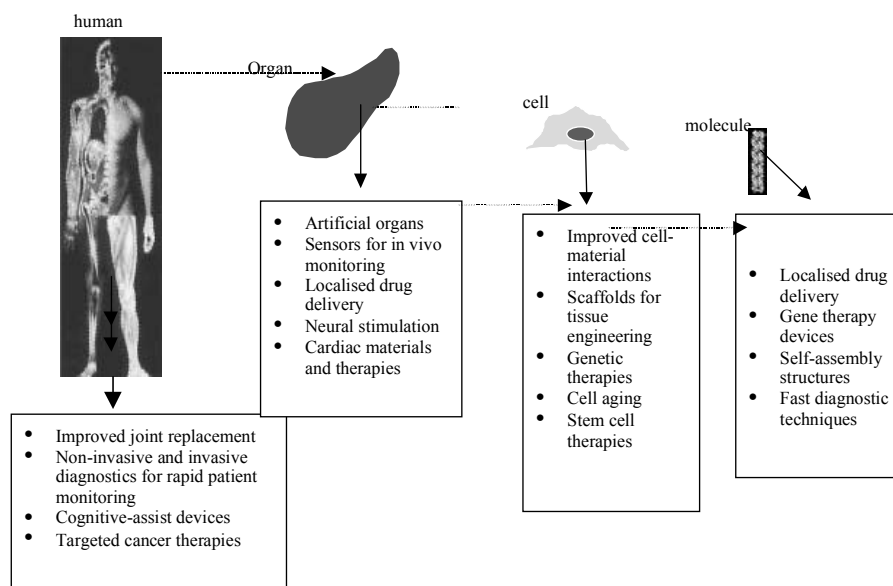 human
Organ
cell
molecule
• Artificial organs
• Sensors for in vivo
monitoring
• Localised drug
delivery
• Neural stimulation
• Cardiac materials
and therapies
• Improved cell-
material
interactions
• Scaffolds for
tissue
engineering
• Genetic
therapies
• Cell aging
• Stem cell
therapies
• Localised drug
delivery
• Gene therapy
devices
• Self-assembly
structures
• Fast diagnostic
techniques
• Improved joint replacement
• Non-invasive and invasive
diagnostics for rapid patient
monitoring
• Cognitive-assist devices
• Targeted cancer therapies